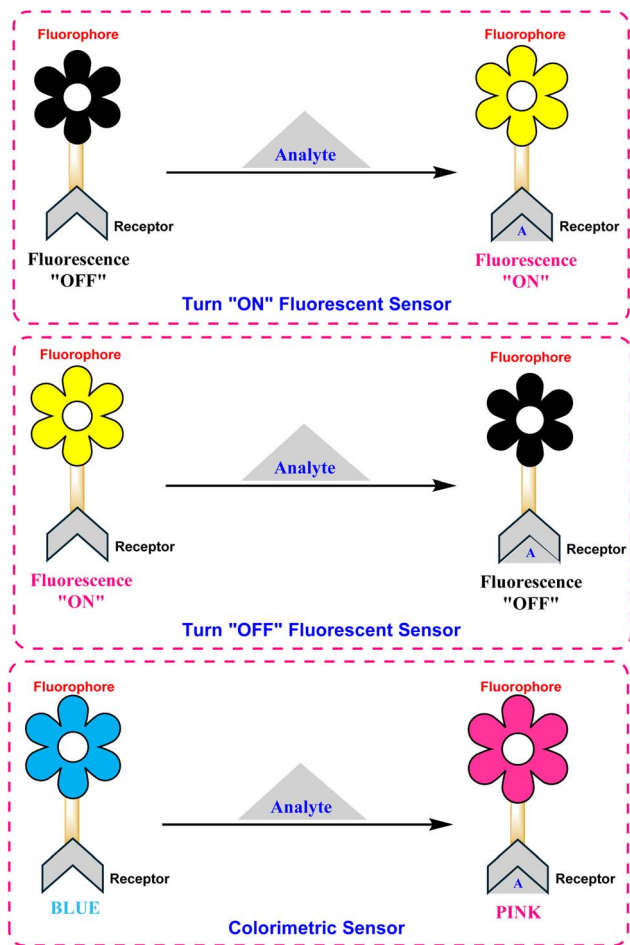 Fluorophore
Fluorophore
Analyte
Receptor
A
Receptor
Fluorescence
"OFF"
Fluorescence
"ON"
Turn "ON" Fluorescent Sensor
Fluorophore
Fluorophore
Analyte
Receptor
A
Receptor
Fluorescence
"ON"
Fluorescence
"OFF"
Turn "OFF" Fluorescent Sensor
Fluorophore
Fluorophore
Analyte
Receptor
A
Receptor
BLUE
PINK
Colorimetric Sensor